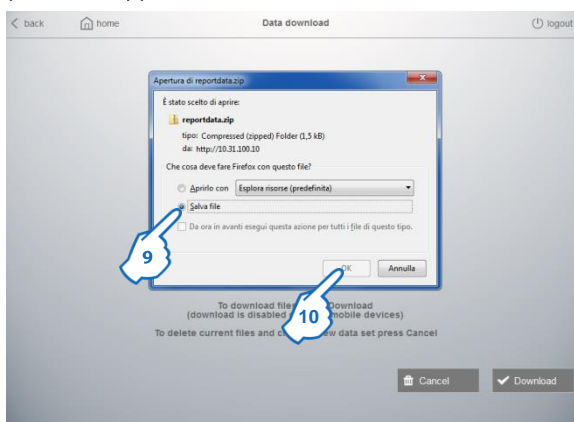 back home Data download logout
Apertura di reportdata.zip
È stato scelto di aprire:
reportdata.zip
tipo: Compressed (zipped) Folder (1,5 kB)
da: http://10.31.100.10
Che cosa deve fare Firefox con questo file?
Aprirlo con Esplora risorse (predefinita)
Salva file
Da ora in avanti esegui questa azione per tutti i file di questo tipo.
9
OK Annulla
10
To download files Download
(download is disabled mobile devices)
To delete current files and data set press Cancel
Cancel Download